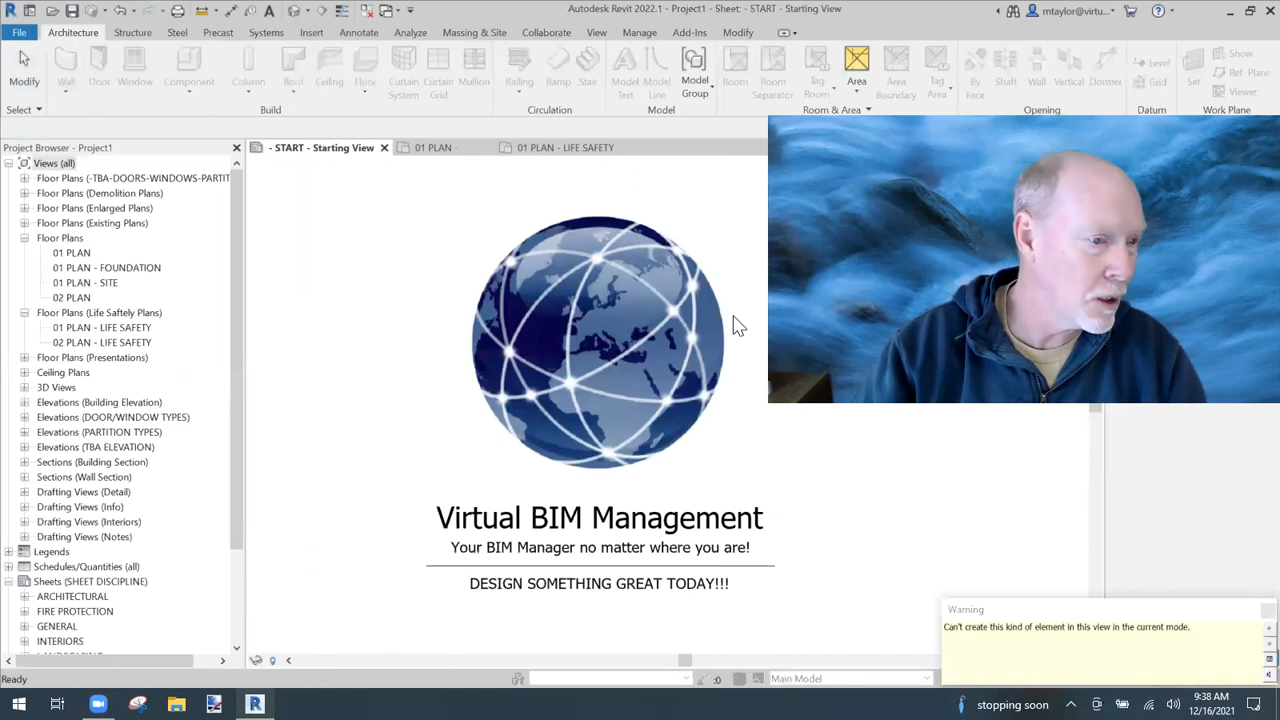 Autodesk Revit 2022.1 - Project1 - Sheet: - START - Starting View
mtaylor@virtu...
File Architecture Structure Steel Precast Systems Insert Annotate Analyze Massing & Site Collaborate View Manage Add-Ins Modify
Modify Wall Door Window Component Column Roof Ceiling Floor Curtain System Curtain Grid Mullion Railing Ramp Stair Model Text Model Line Model Group Room Room Separator Tag Room Area Area Boundary Tag Area By Face Shaft Wall Vertical Dormer Level Grid Set Show Ref Plane Viewer
Select Build Circulation Model Room & Area Opening Datum Work Plane
Project Browser - Project1
- START - Starting View
01 PLAN -
01 PLAN - LIFE SAFETY
Views (all)
Floor Plans (-TBA-DOORS-WINDOWS-PARTIT
Floor Plans (Demolition Plans)
Floor Plans (Enlarged Plans)
Floor Plans (Existing Plans)
Floor Plans
01 PLAN
01 PLAN - FOUNDATION
01 PLAN - SITE
02 PLAN
Floor Plans (Life Saftely Plans)
01 PLAN - LIFE SAFETY
02 PLAN - LIFE SAFETY
Floor Plans (Presentations)
Ceiling Plans
3D Views
Elevations (Building Elevation)
Elevations (DOOR/WINDOW TYPES)
Elevations (PARTITION TYPES)
Elevations (TBA ELEVATION)
Sections (Building Section)
Sections (Wall Section)
Drafting Views (Detail)
Drafting Views (Info)
Drafting Views (Interiors)
Drafting Views (Notes)
Legends
Schedules/Quantities (all)
Sheets (SHEET DISCIPLINE)
ARCHITECTURAL
FIRE PROTECTION
GENERAL
INTERIORS
Virtual BIM Management
Your BIM Manager no matter where you are!
DESIGN SOMETHING GREAT TODAY!!!
Warning
Can't create this kind of element in this view in the current mode.
Ready
:0
Main Model
stopping soon
9:38 AM
12/16/2021